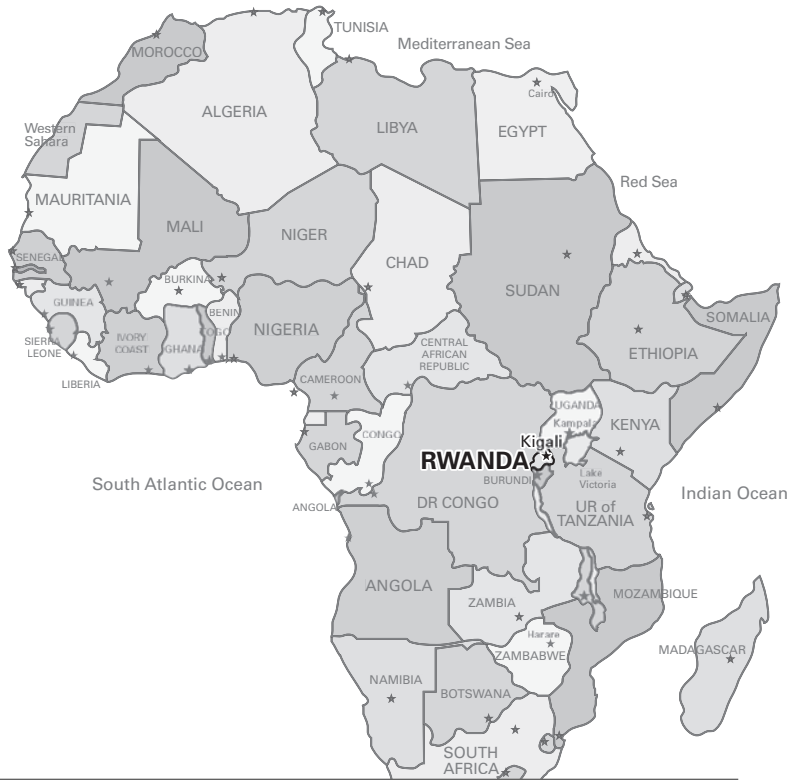 TUNISIA
Mediterranean Sea
MOROCCO
ALGERIA
LIBYA
Cairo
EGYPT
Western
Sahara
Red Sea
MAURITANIA
MALI
NIGER
CHAD
SENEGAL
SUDAN
BURKINA
GUINEA
BENIN
TOGO
NIGERIA
SOMALIA
SIERRA
LEONE
IVORY
COAST
GHANA
CENTRAL
AFRICAN
REPUBLIC
ETHIOPIA
LIBERIA
CAMEROON
UGANDA
Kampala
KENYA
GABON
CONGO
Kigali
RWANDA
BURUNDI
Lake
Victoria
South Atlantic Ocean
Indian Ocean
ANGOLA
DR CONGO
UR of
TANZANIA
ANGOLA
ZAMBIA
MOZAMBIQUE
Harare
ZAMBABWE
MADAGASCAR
NAMIBIA
BOTSWANA
SOUTH
AFRICA